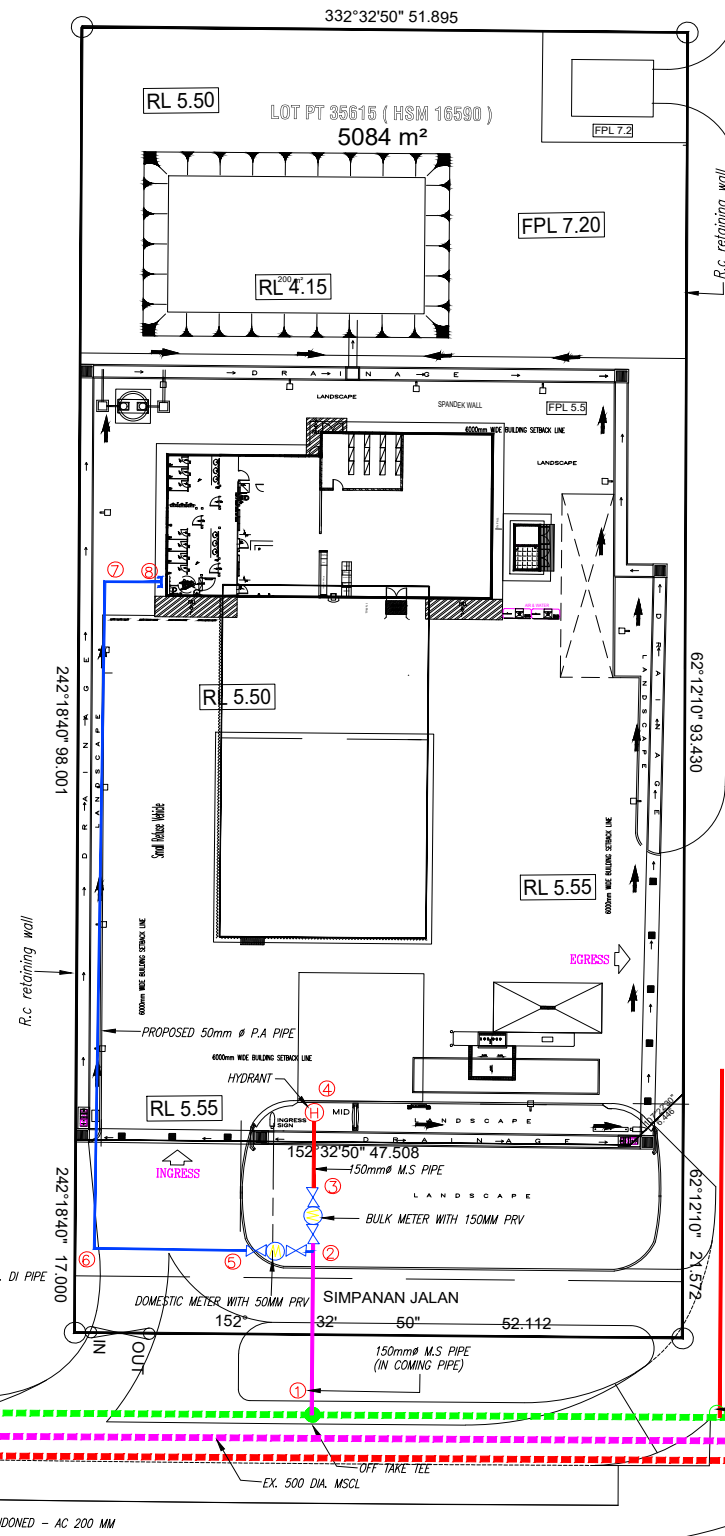 332°32'50" 51.895
RL 5.50
LOT PT 35615 ( HSM 16590 )
5084 m²
FPL 7.2
R.c retaining wall
FPL 7.20
200 m²
RL 4.15
D R A I N A G E
LANDSCAPE
SPANDEK WALL
FPL 5.5
6000mm WIDE BUILDING SETBACK LINE
LANDSCAPE
7
8
242°18'40" 98.001
D R A I N A G E
LANDSCAPE
RL 5.50
62°12'10" 93.430
D R A I N A G E
LANDSCAPE
Small Refuse Vehicle
RL 5.55
6000mm WIDE BUILDING SETBACK LINE
6000mm WIDE BUILDING SETBACK LINE
R.c retaining wall
EGRESS
PROPOSED 50mm ø P.A PIPE
6000mm WIDE BUILDING SETBACK LINE
HYDRANT
4
RL 5.55
H
MID
INGRESS
SIGN
LANDSCAPE
D R A I N A G E
152°32'50" 47.508
INGRESS
150mmø M.S PIPE
3
LANDSCAPE
242°18'40" 17.000
62°12'10" 21.572
M
BULK METER WITH 150MM PRV
6
5
M
2
DI PIPE
DOMESTIC METER WITH 50MM PRV
SIMPANAN JALAN
152° 32' 50" 52.112
IN
OUT
150mmø M.S PIPE
(IN COMING PIPE)
1
OFF TAKE TEE
EX. 500 DIA. MSCL
NDONED - AC 200 MM